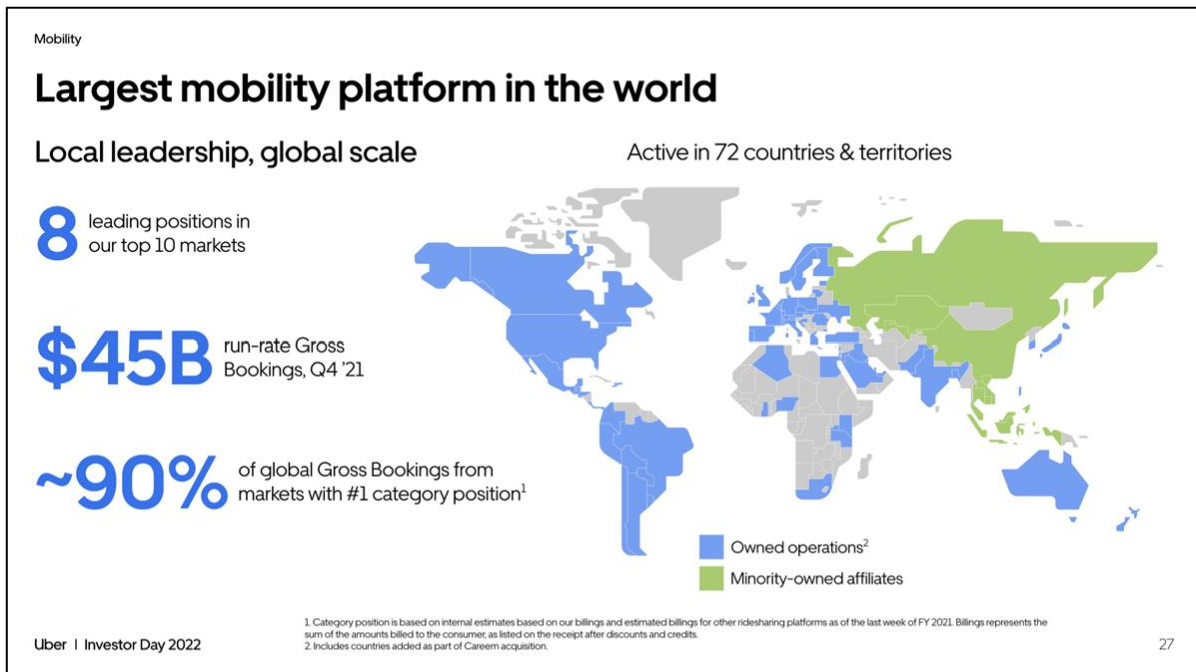 Mobility
Largest mobility platform in the world
Local leadership, global scale
Active in 72 countries & territories
8
leading positions in
our top 10 markets
$45B
run-rate Gross
Bookings, Q4 '21
~90%
of global Gross Bookings from
markets with #1 category position1
Owned operations2
Minority-owned affiliates
1. Category position is based on internal estimates based on our billings and estimated billings for other ridesharing platforms as of the last week of FY 2021. Billings represents the
sum of the amounts billed to the consumer, as listed on the receipt after discounts and credits.
2. Includes countries added as part of Careem acquisition.
Uber | Investor Day 2022
27